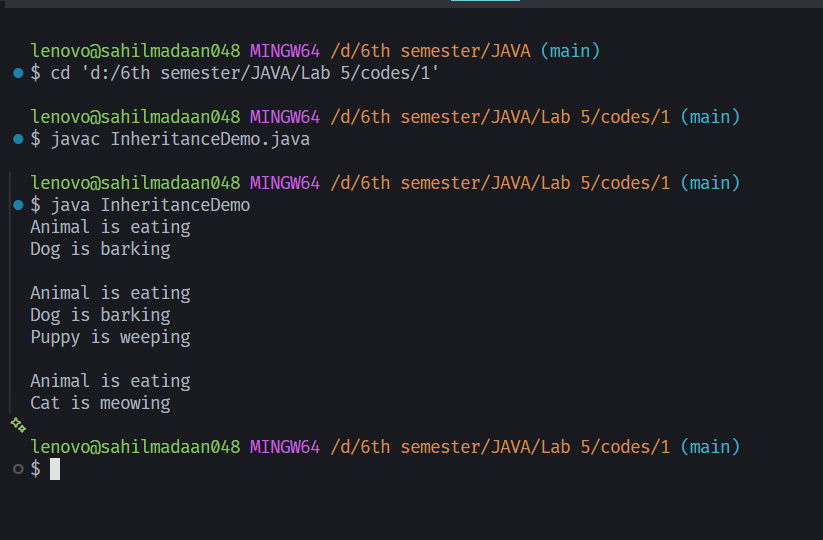 lenovo@sahilmadaan048 MINGW64 /d/6th semester/JAVA (main)
$ cd 'd:/6th semester/JAVA/Lab 5/codes/1'
lenovo@sahilmadaan048 MINGW64 /d/6th semester/JAVA/Lab 5/codes/1 (main)
$ javac InheritanceDemo.java
lenovo@sahilmadaan048 MINGW64 /d/6th semester/JAVA/Lab 5/codes/1 (main)
$ java InheritanceDemo
Animal is eating
Dog is barking
Animal is eating
Dog is barking
Puppy is weeping
Animal is eating
Cat is meowing
lenovo@sahilmadaan048 MINGW64 /d/6th semester/JAVA/Lab 5/codes/1 (main)
$